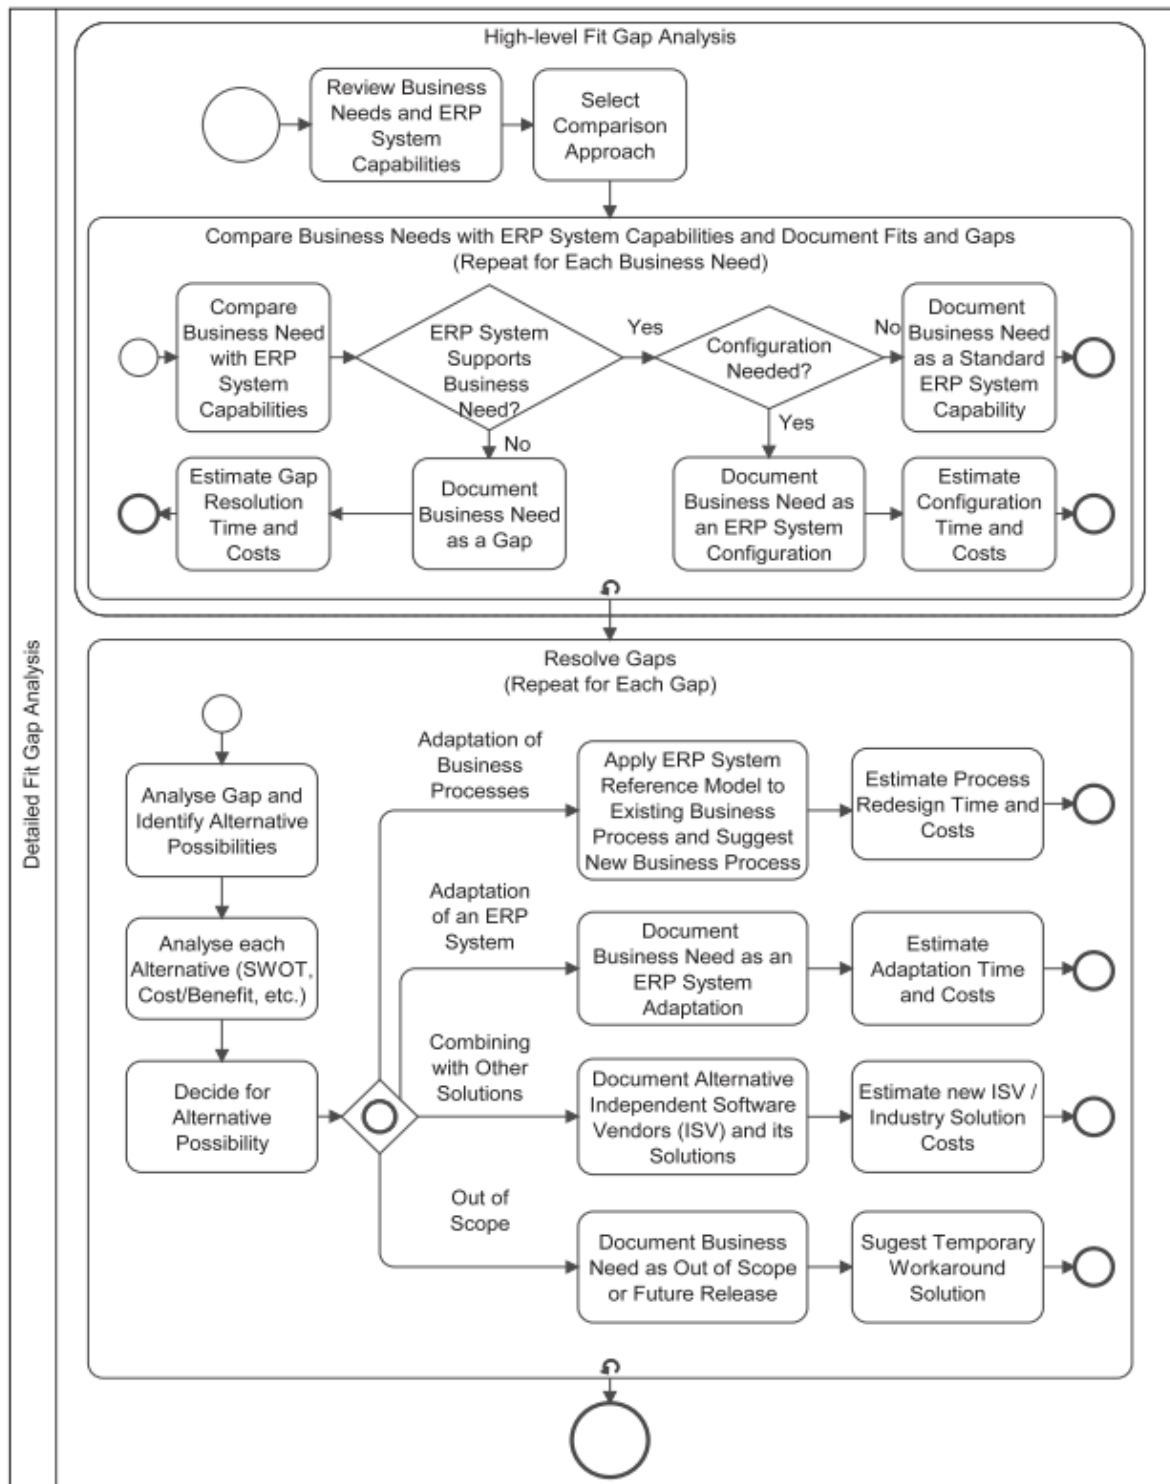 Detailed Fit Gap Analysis
High-level Fit Gap Analysis
Review Business
Needs and ERP
System
Capabilities
Select
Comparison
Approach
Compare Business Needs with ERP System Capabilities and Document Fits and Gaps
(Repeat for Each Business Need)
Compare
Business Need
with ERP
System
Capabilities
ERP System
Supports
Business
Need?
Yes
Configuration
Needed?
No
Document
Business Need
as a Standard
ERP System
Capability
No
Yes
Estimate Gap
Resolution
Time and
Costs
Document
Business Need
as a Gap
Document
Business Need as
an ERP System
Configuration
Estimate
Configuration
Time and
Costs
Resolve Gaps
(Repeat for Each Gap)
Analyse Gap and
Identify Alternative
Possibilities
Analyse each
Alternative (SWOT,
Cost/Benefit, etc.)
Decide for
Alternative
Possibility
Adaptation of
Business
Processes
Apply ERP System
Reference Model to
Existing Business
Process and Suggest
New Business Process
Estimate Process
Redesign Time and
Costs
Adaptation
of an ERP
System
Document
Business Need as an
ERP System
Adaptation
Estimate
Adaptation Time
and Costs
Combining
with Other
Solutions
Document Alternative
Independent Software
Vendors (ISV) and its
Solutions
Estimate new ISV /
Industry Solution
Costs
Out of
Scope
Document Business
Need as Out of Scope
or Future Release
Sugest Temporary
Workaround
Solution